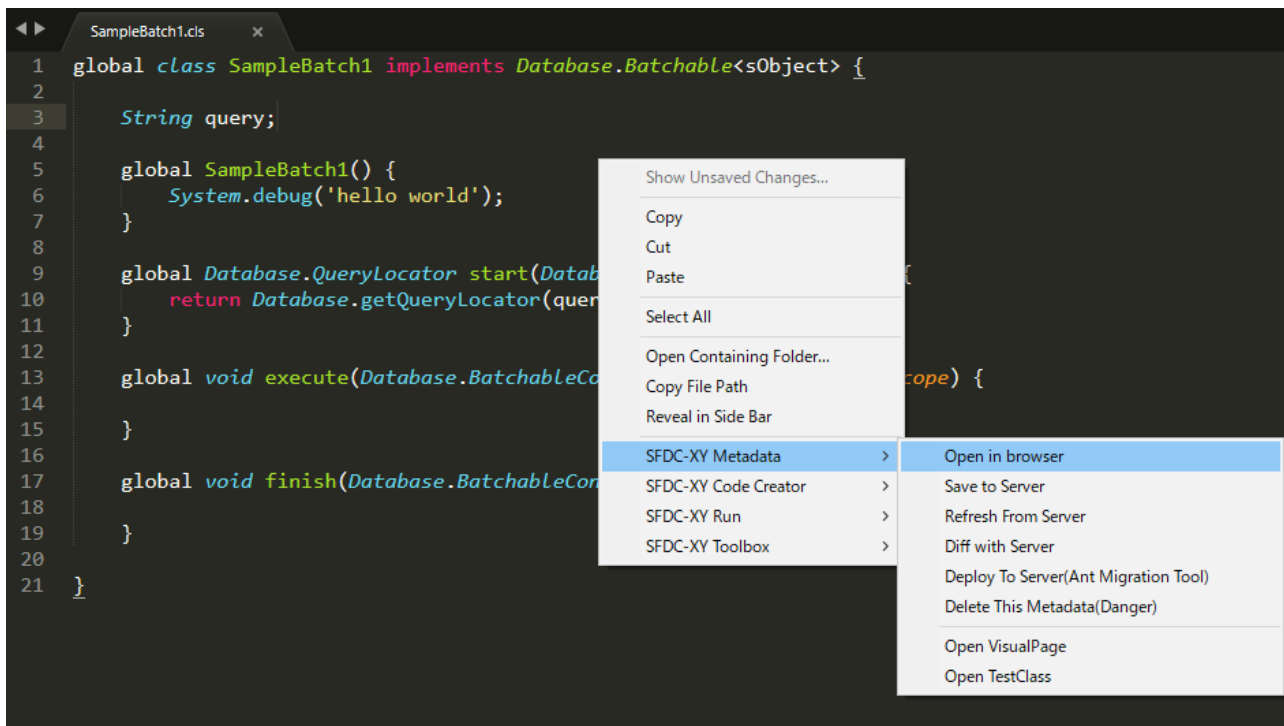 SampleBatch1.cls ×
1 global class SampleBatch1 implements Database.Batchable<sObject> {
2
3 String query;
4
5 global SampleBatch1() {
6 System.debug('hello world');
7 }
8
9 global Database.QueryLocator start(Datab {
10 return Database.getQueryLocator(quer
11 }
12
13 global void execute(Database.BatchableCo cope) {
14
15 }
16
17 global void finish(Database.BatchableCon
18
19 }
20
21 }
Show Unsaved Changes...
Copy
Cut
Paste
Select All
Open Containing Folder...
Copy File Path
Reveal in Side Bar
SFDC-XY Metadata >
SFDC-XY Code Creator >
SFDC-XY Run >
SFDC-XY Toolbox >
Open in browser
Save to Server
Refresh From Server
Diff with Server
Deploy To Server(Ant Migration Tool)
Delete This Metadata(Danger)
Open VisualPage
Open TestClass